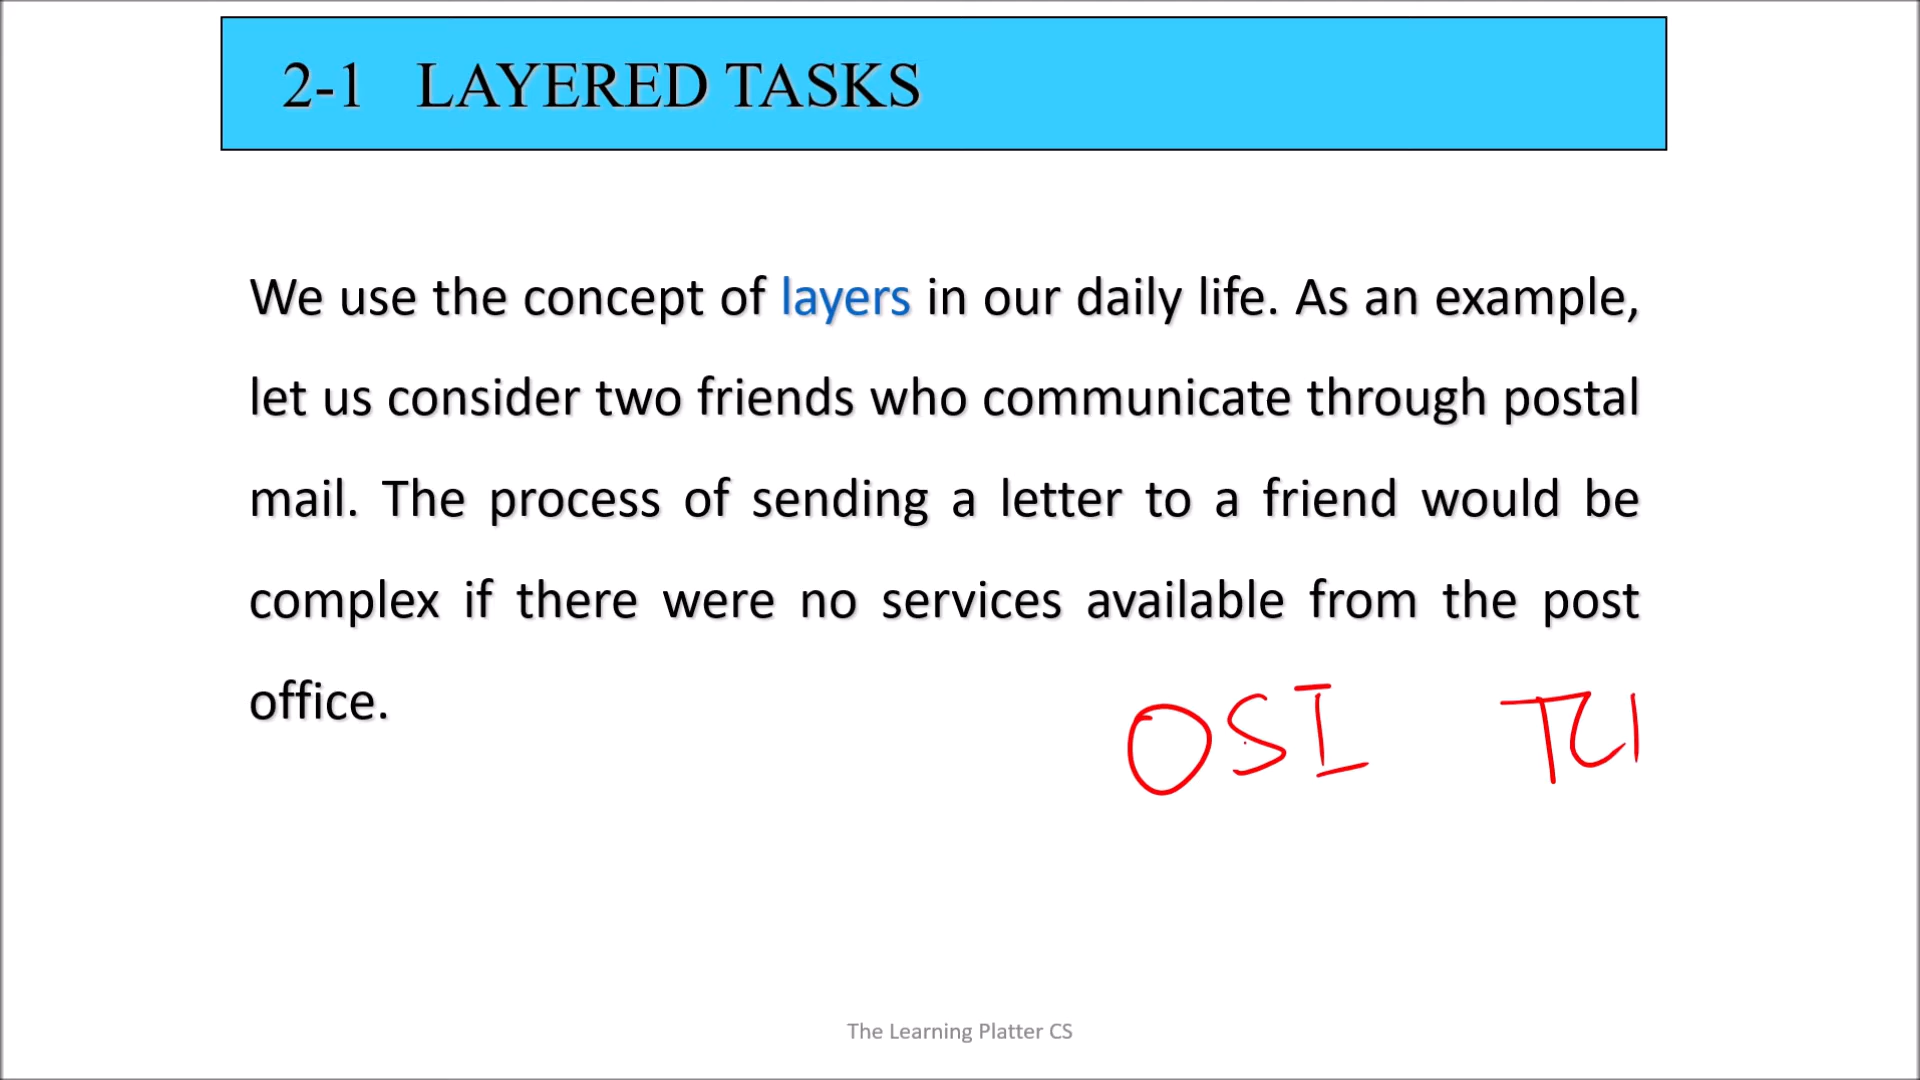 2-1 LAYERED TASKS
We use the concept of layers in our daily life. As an example,
let us consider two friends who communicate through postal
mail. The process of sending a letter to a friend would be
complex if there were no services available from the post
office.
OSI TC
The Learning Platter CS